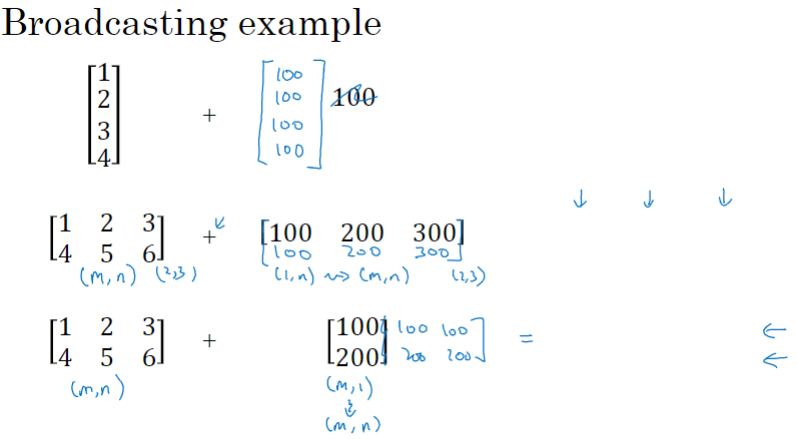 Broadcasting example
[1 2 3 4] + [100 100 100 100] 100
[1 2 3
4 5 6] + [100 200 300]
[100 200 300]
(m,n) (2,3) (1,n) ⇝ (m,n) (2,3)
[1 2 3
4 5 6] + [100
200] [100 100
200 200] =
(m,n) (m,1)
↓
(m,n)